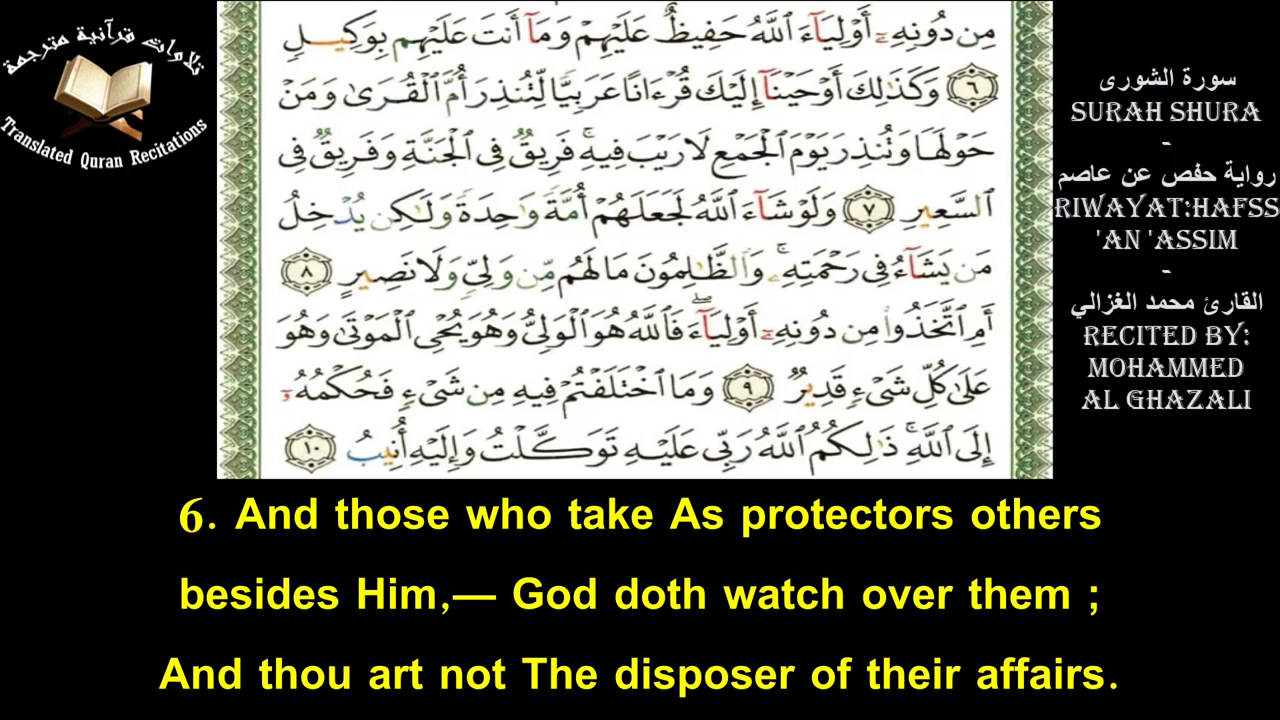 تلاوات قرآنية مترجمة
Translated Quran Recitations
مِن دُونِهِۦٓ أَوْلِيَآءَ ٱللَّهُ حَفِيظٌ عَلَيْهِمْ وَمَآ أَنتَ عَلَيْهِم بِوَكِيلٍ
٦ وَكَذَٰلِكَ أَوْحَيْنَآ إِلَيْكَ قُرْءَانًا عَرَبِيًّا لِّتُنذِرَ أُمَّ ٱلْقُرَىٰ وَمَنْ
حَوْلَهَا وَتُنذِرَ يَوْمَ ٱلْجَمْعِ لَا رَيْبَ فِيهِ ۚ فَرِيقٌ فِى ٱلْجَنَّةِ وَفَرِيقٌ فِى
ٱلسَّعِيرِ ٧ وَلَوْ شَآءَ ٱللَّهُ لَجَعَلَهُمْ أُمَّةً وَٰحِدَةً وَلَٰكِن يُدْخِلُ
مَن يَشَآءُ فِى رَحْمَتِهِۦ ۚ وَٱلظَّٰلِمُونَ مَا لَهُم مِّن وَلِىٍّ وَلَا نَصِيرٍ ٨
أَمِ ٱتَّخَذُوا۟ مِن دُونِهِۦٓ أَوْلِيَآءَ ۖ فَٱللَّهُ هُوَ ٱلْوَلِىُّ وَهُوَ يُحْىِ ٱلْمَوْتَىٰ وَهُوَ
عَلَىٰ كُلِّ شَىْءٍ قَدِيرٌ ٩ وَمَا ٱخْتَلَفْتُمْ فِيهِ مِن شَىْءٍ فَحُكْمُهُۥٓ
إِلَى ٱللَّهِ ۚ ذَٰلِكُمُ ٱللَّهُ رَبِّى عَلَيْهِ تَوَكَّلْتُ وَإِلَيْهِ أُنِيبُ ١٠
سورة الشورى
SURAH SHURA
-
رواية حفص عن عاصم
RIWAYAT:HAFSS
'AN 'ASSIM
-
القارئ محمد الغزالي
RECITED BY:
MOHAMMED
AL GHAZALI
6. And those who take As protectors others
besides Him,— God doth watch over them ;
And thou art not The disposer of their affairs.